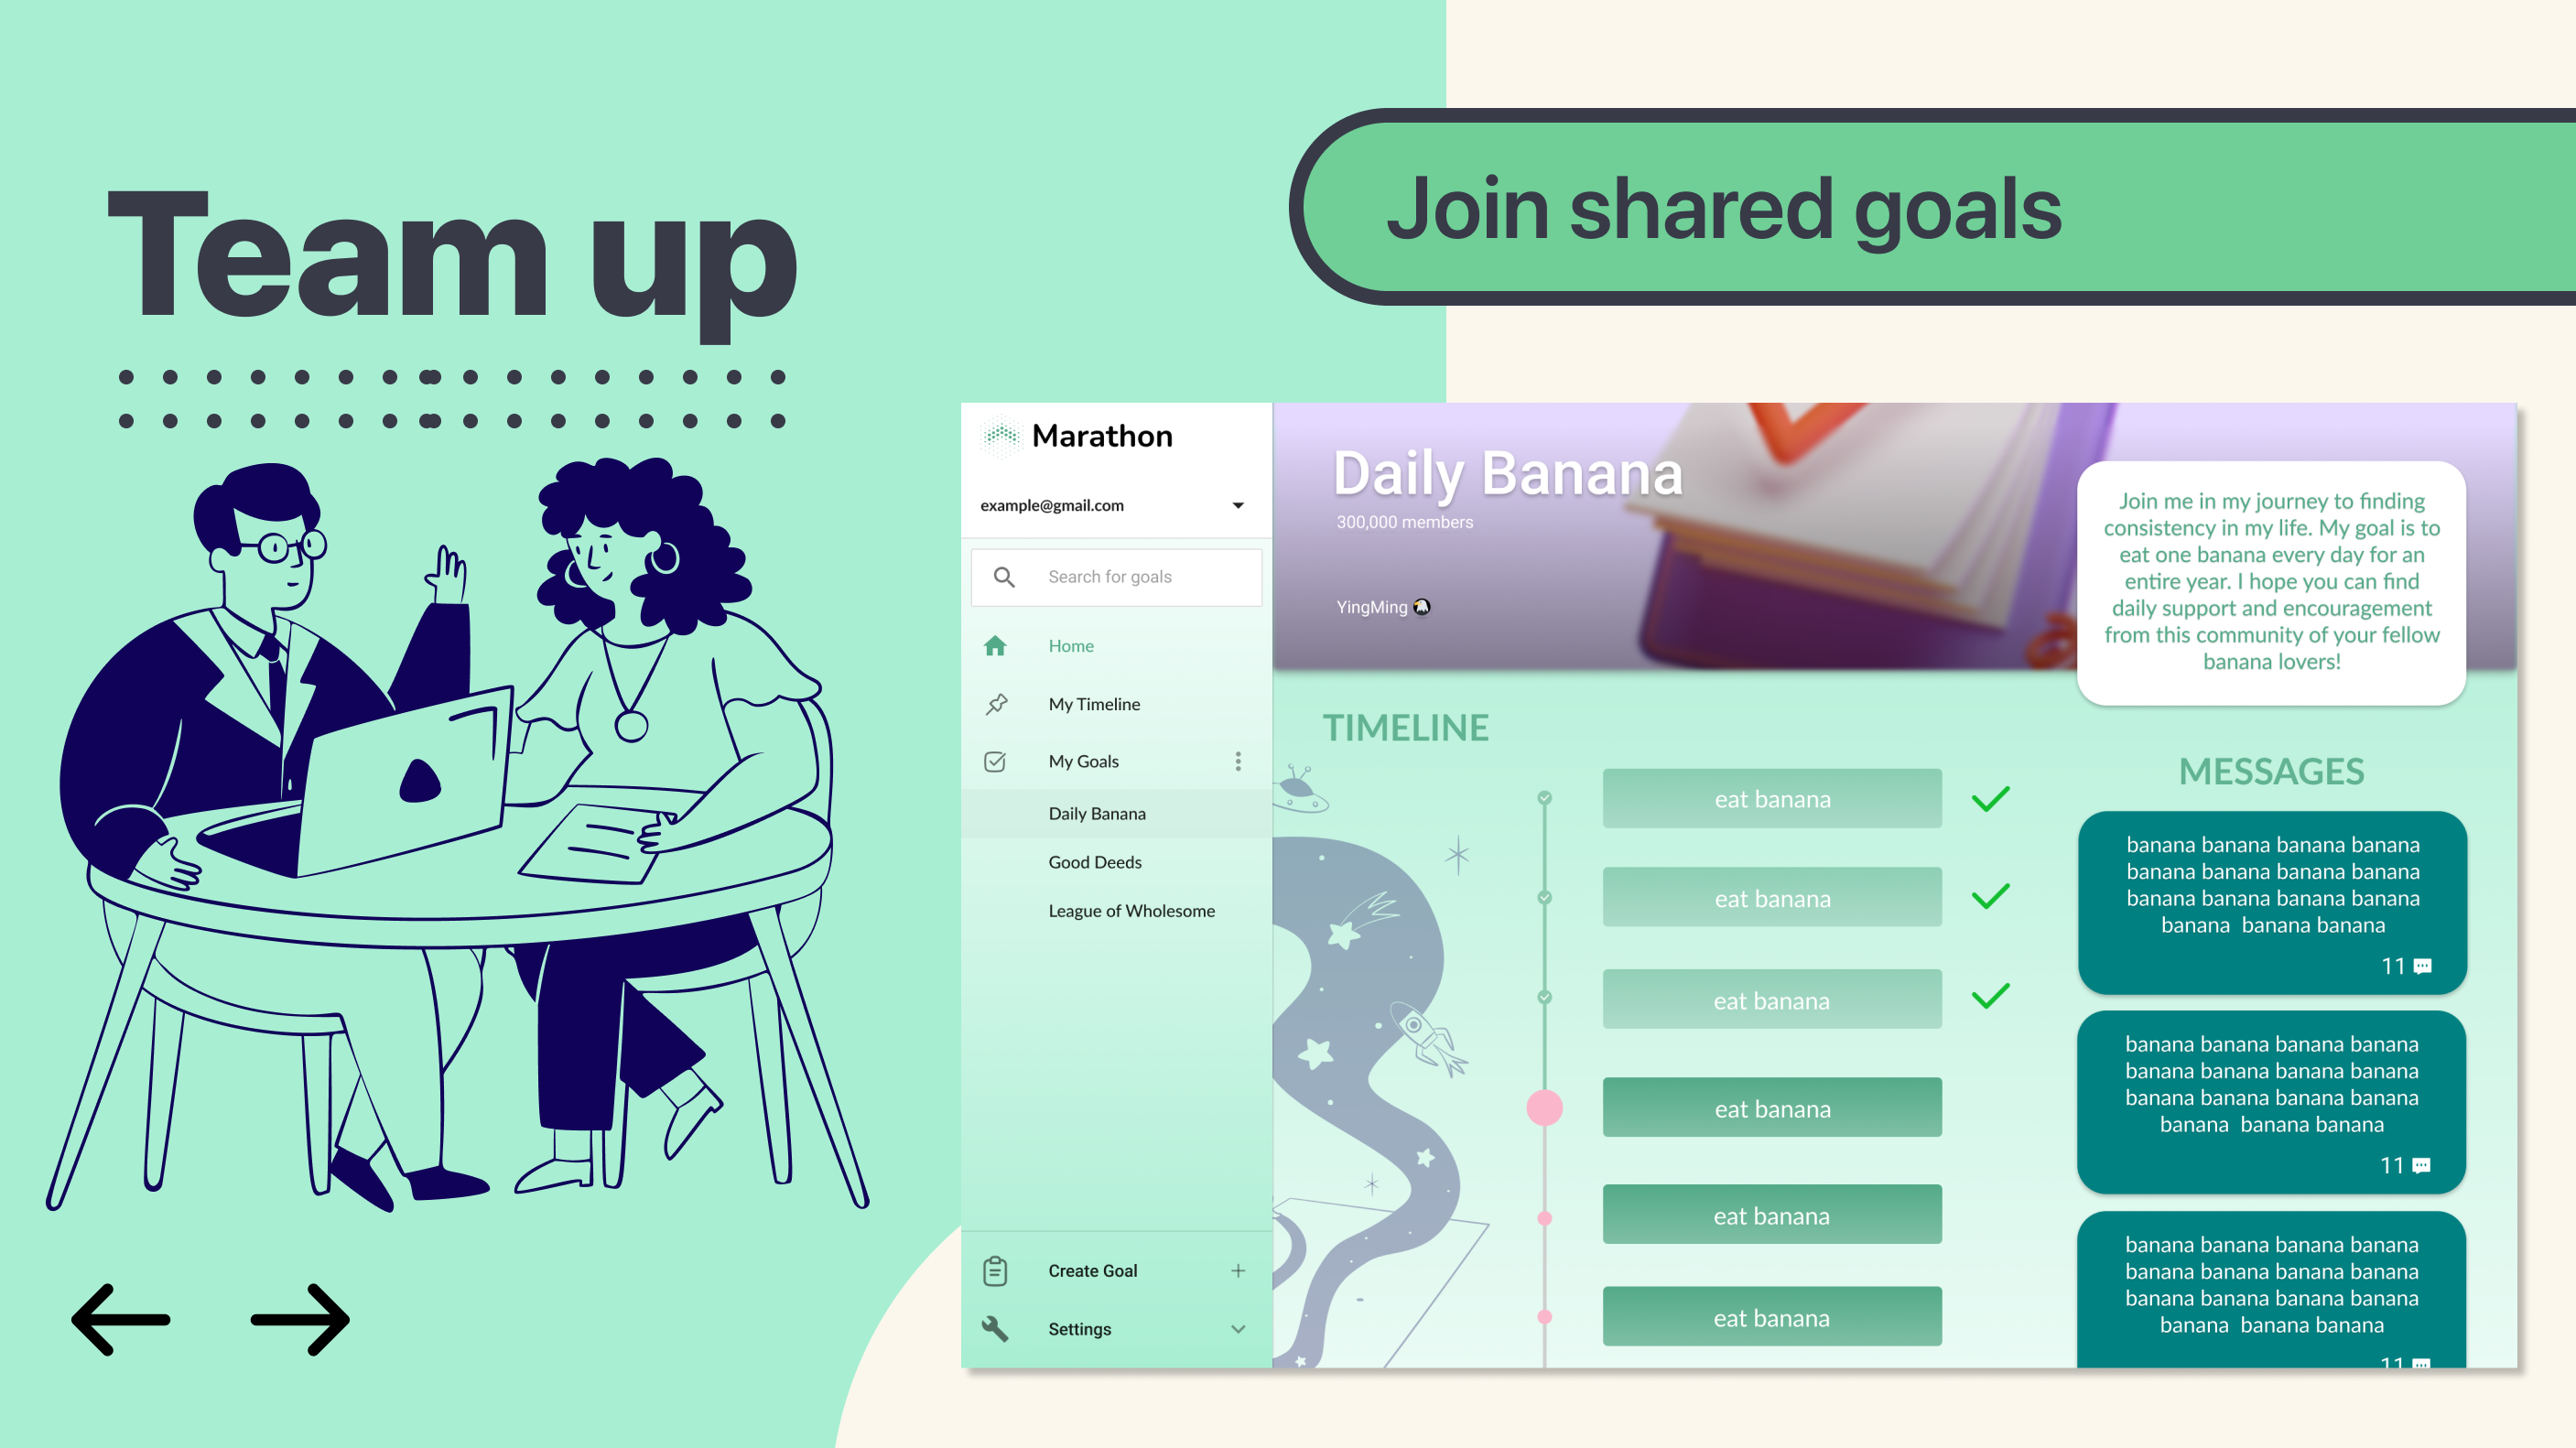 Team up
Join shared goals
Marathon
example@gmail.com
Search for goals
Home
My Timeline
My Goals
Daily Banana
Good Deeds
League of Wholesome
Create Goal
Settings
Daily Banana
300,000 members
YingMing
Join me in my journey to finding
consistency in my life. My goal is to
eat one banana every day for an
entire year. I hope you can find
daily support and encouragement
from this community of your fellow
banana lovers!
TIMELINE
eat banana
eat banana
eat banana
eat banana
eat banana
eat banana
MESSAGES
banana banana banana banana
banana banana banana banana
banana banana banana banana
banana  banana banana
11
banana banana banana banana
banana banana banana banana
banana banana banana banana
banana  banana banana
11
banana banana banana banana
banana banana banana banana
banana banana banana banana
banana  banana banana
11